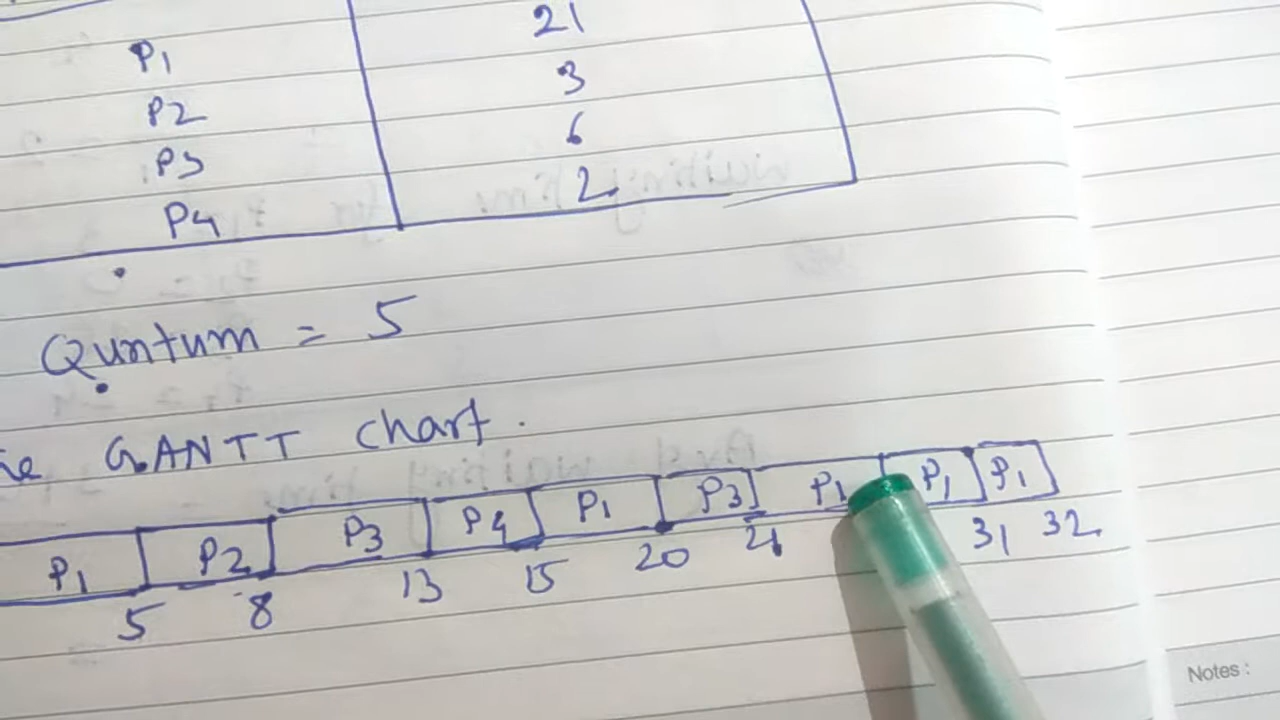 P1 21
P2 3
P3 6
P4 2
Quntum = 5
GANTT chart.
P1 P2 P3 P4 P1 P3 P1 P1 P1
5 8 13 15 20 21 31 32
Notes :